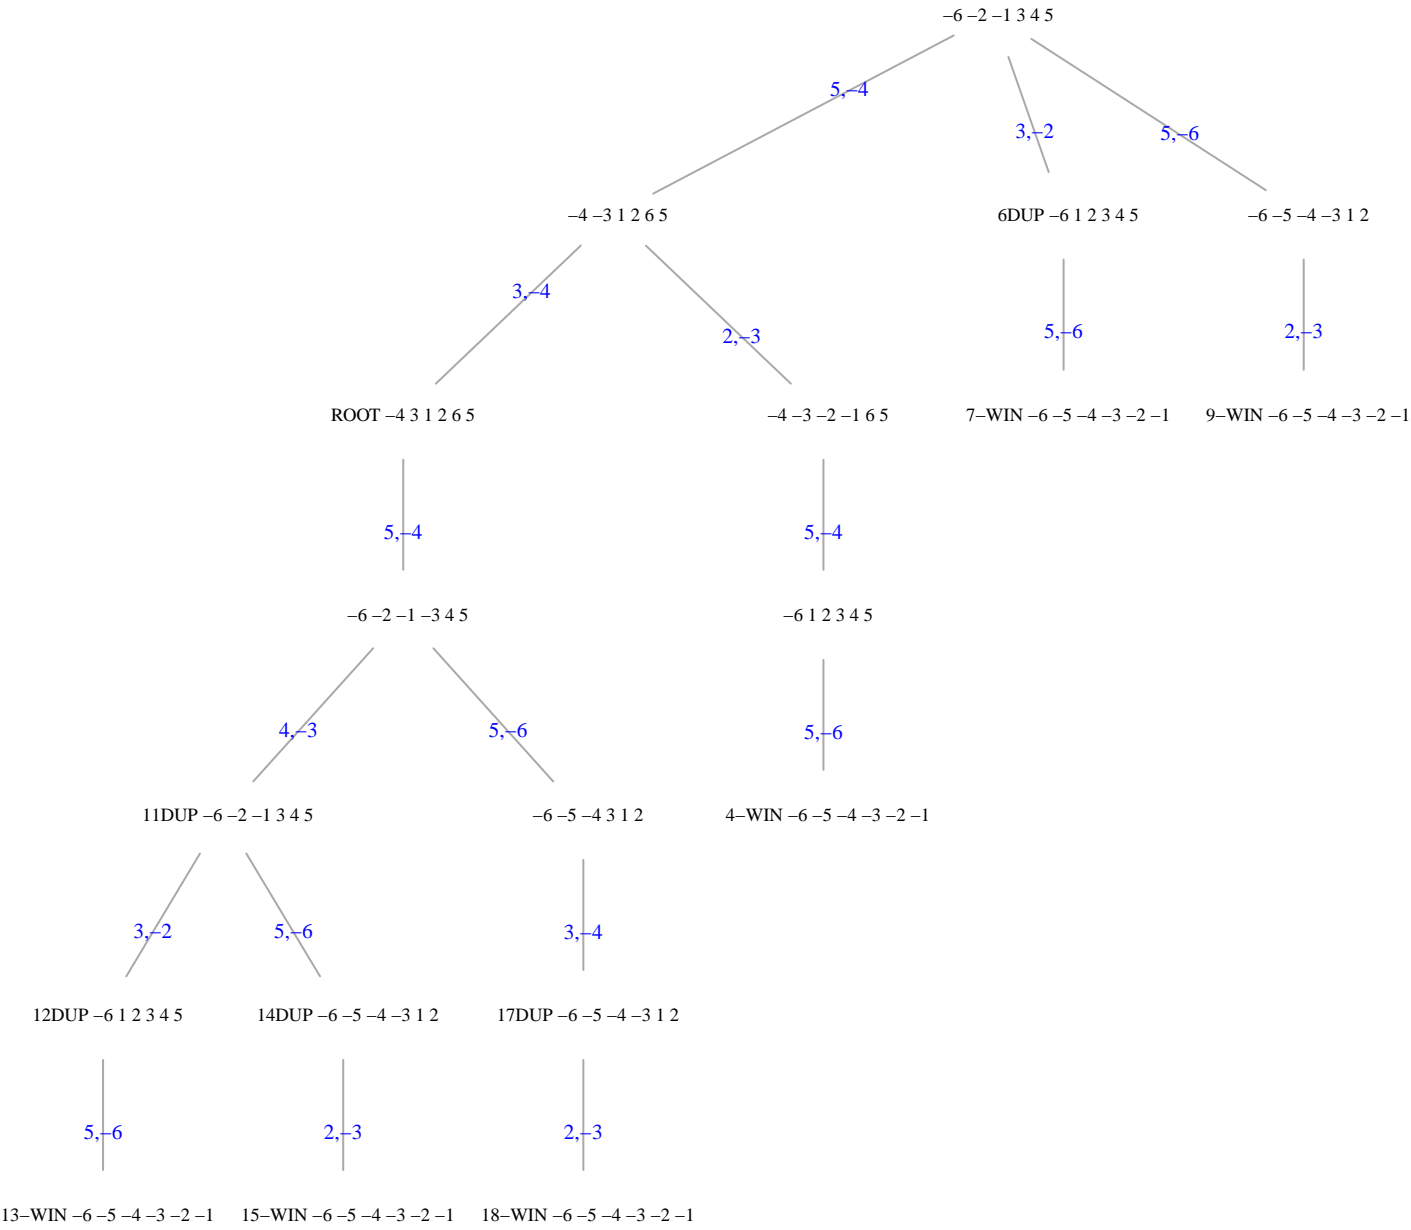 –6 –2 –1 3 4 5
5,–4
3,–2
5,–6
–4 –3 1 2 6 5
6DUP –6 1 2 3 4 5
–6 –5 –4 –3 1 2
3,–4
2,–3
5,–6
2,–3
ROOT –4 3 1 2 6 5
–4 –3 –2 –1 6 5
7–WIN –6 –5 –4 –3 –2 –1
9–WIN –6 –5 –4 –3 –2 –1
5,–4
5,–4
–6 –2 –1 –3 4 5
–6 1 2 3 4 5
4,–3
5,–6
5,–6
11DUP –6 –2 –1 3 4 5
–6 –5 –4 3 1 2
4–WIN –6 –5 –4 –3 –2 –1
3,–2
5,–6
3,–4
12DUP –6 1 2 3 4 5
14DUP –6 –5 –4 –3 1 2
17DUP –6 –5 –4 –3 1 2
5,–6
2,–3
2,–3
13–WIN –6 –5 –4 –3 –2 –1
15–WIN –6 –5 –4 –3 –2 –1
18–WIN –6 –5 –4 –3 –2 –1